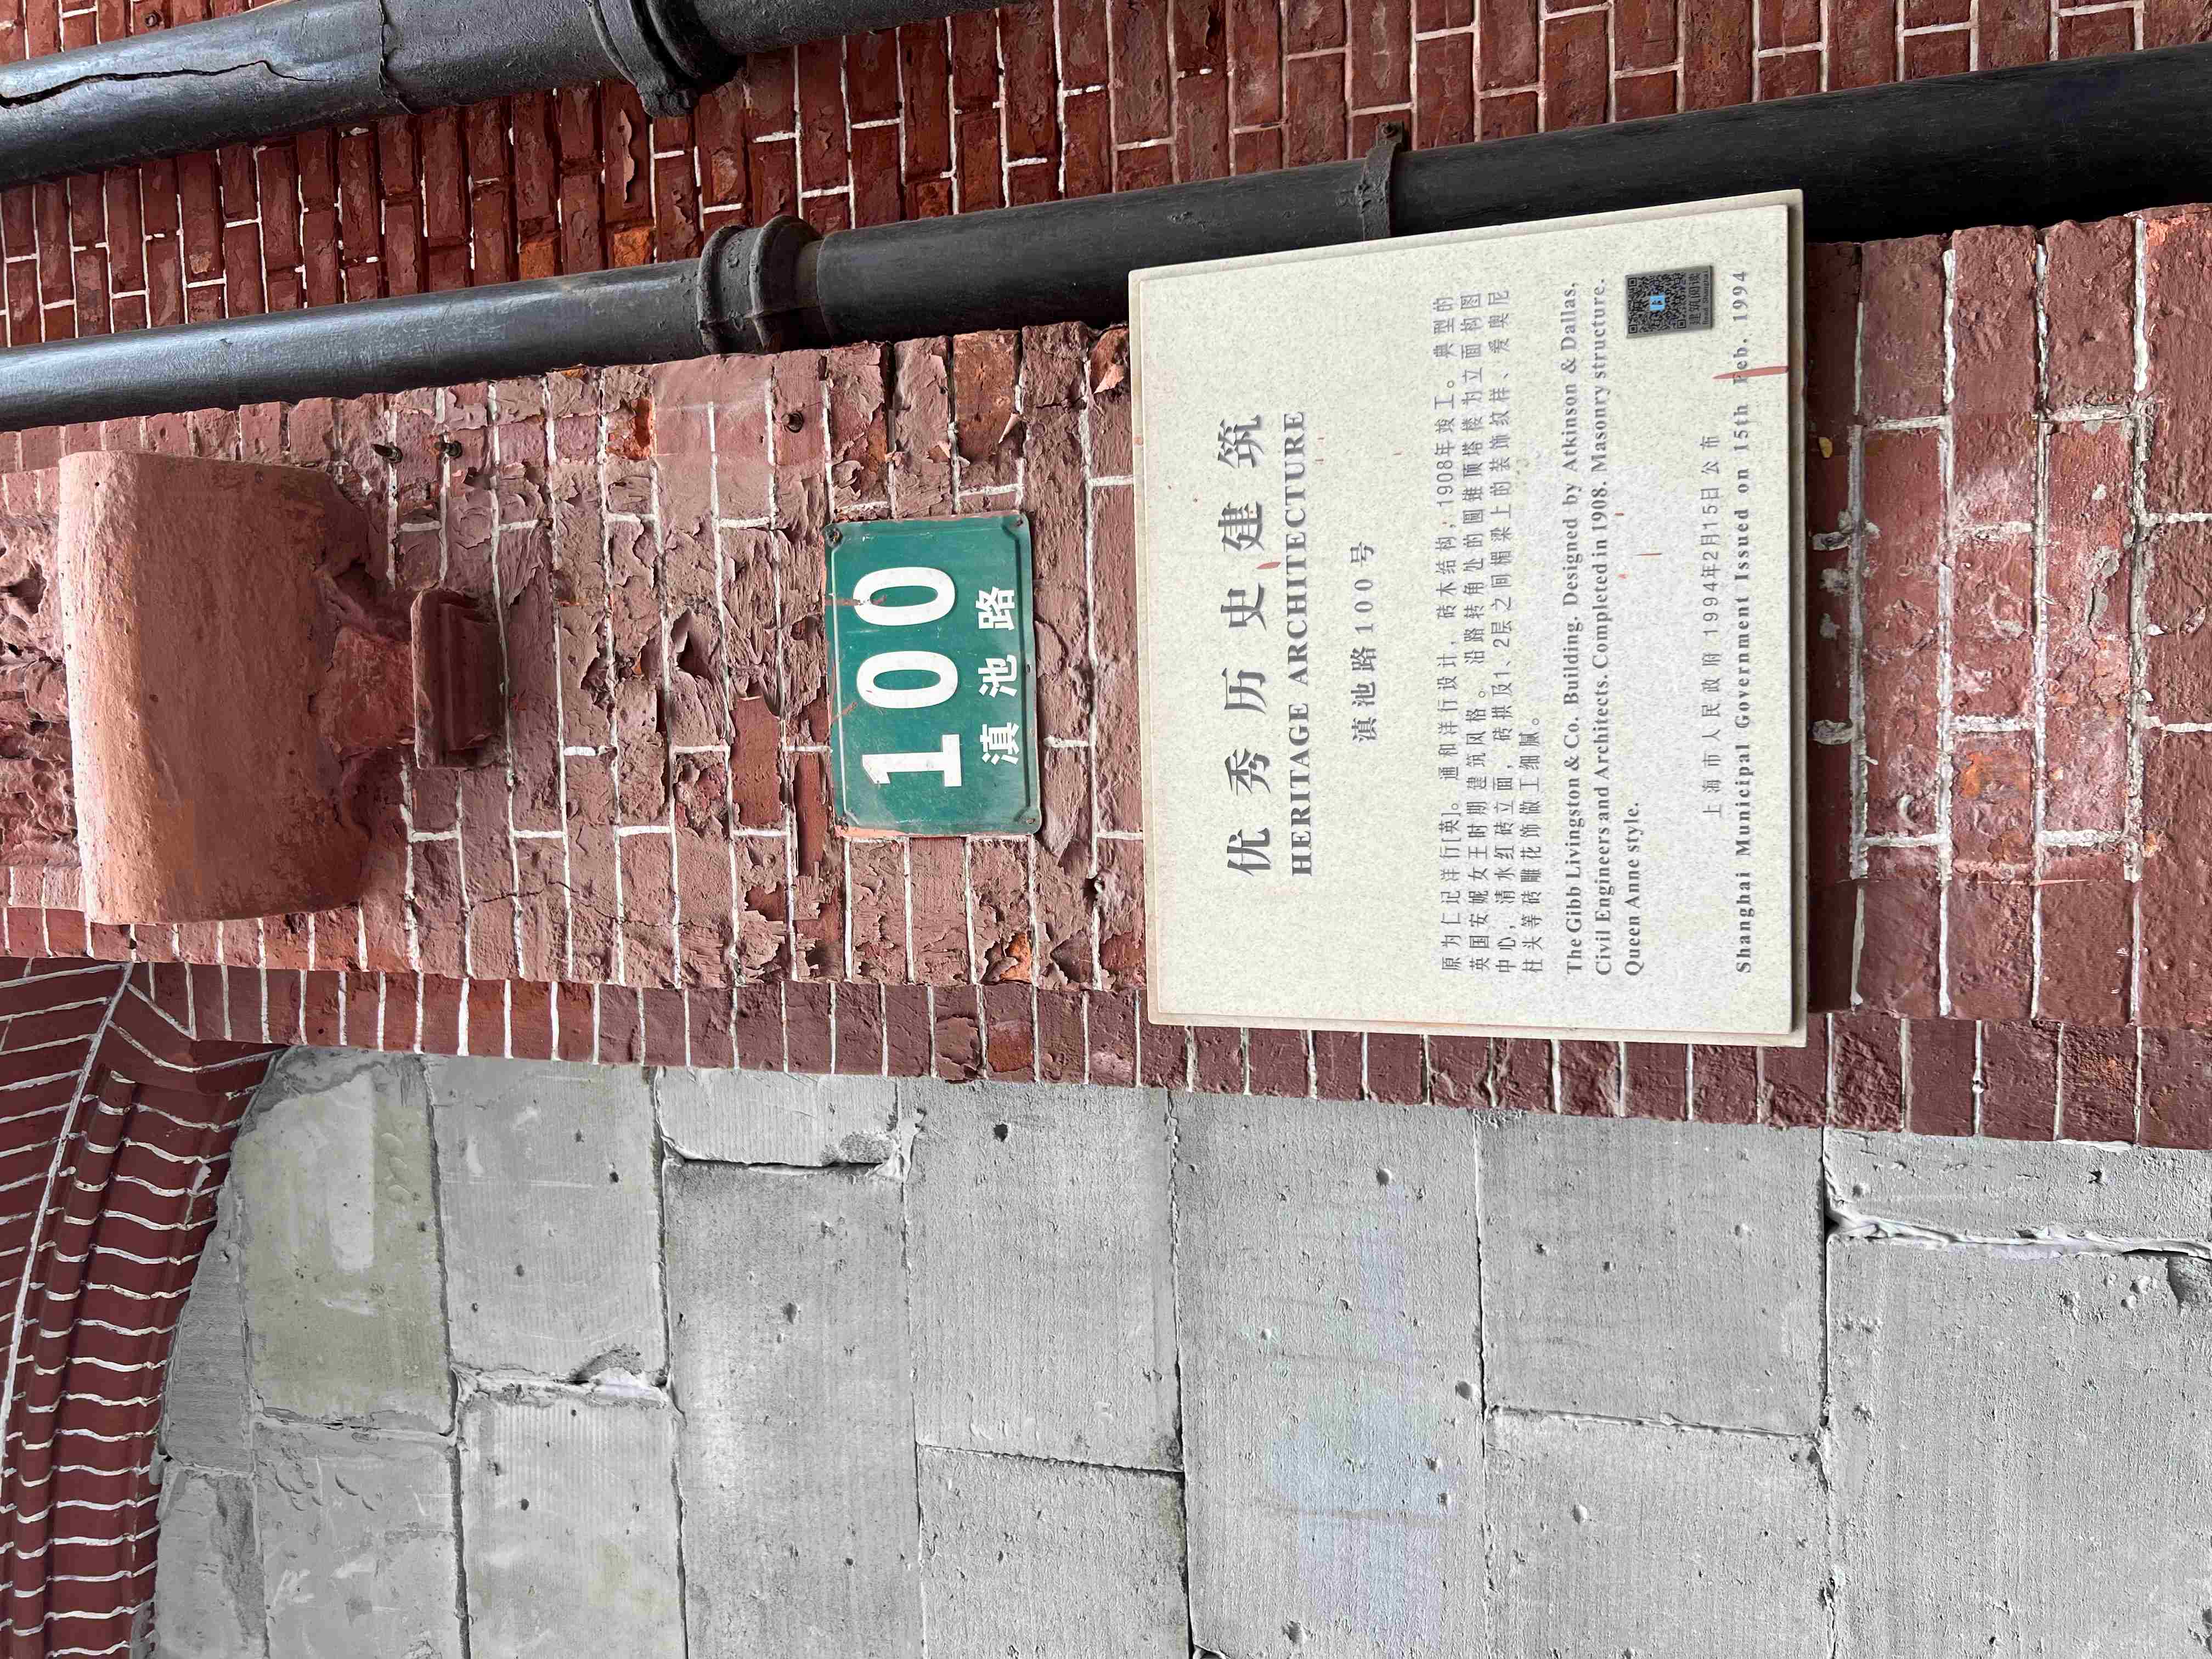 100
滇池路
优秀历史建筑
HERITAGE ARCHITECTURE
滇池路100号
原为仁记洋行[英]。通和洋行设计，砖木结构，1908年竣工。典型的
英国安妮女王时期建筑风格。沿路转角处的圆锥顶塔楼为立面构图
中心，清水红砖立面，砖拱及1、2层之间楣梁上的装饰纹样、爱奥尼
柱头等砖雕花饰做工细腻。
The Gibb Livingston & Co. Building. Designed by Atkinson & Dallas,
Civil Engineers and Architects. Completed in 1908. Masonry structure.
Queen Anne style.
建筑阅读
Read Shanghai
上海市人民政府 1994年2月15日公布
Shanghai Municipal Government Issued on 15th Feb. 1994